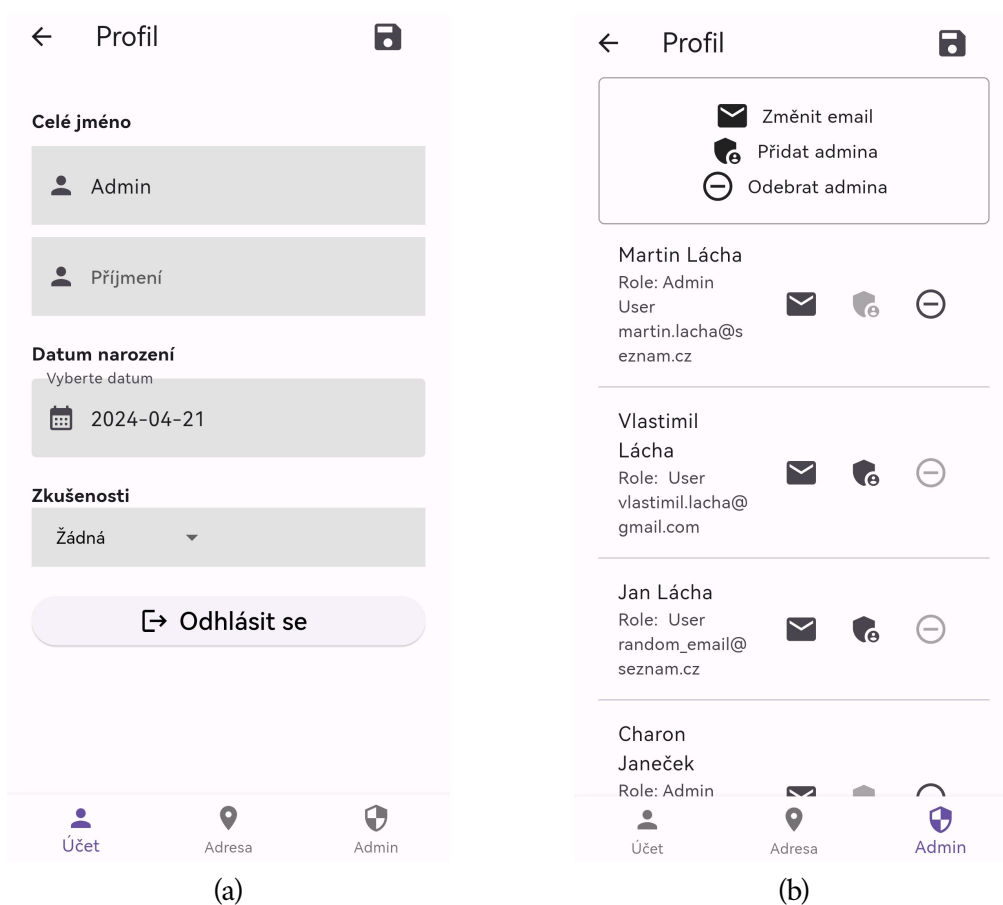 Profil
Celé jméno
Admin
Příjmení
Datum narození
Vyberte datum
2024-04-21
Zkušenosti
Žádná
Odhlásit se
Účet
Adresa
Admin
(a)
Profil
Změnit email
Přidat admina
Odebrat admina
Martin Lácha
Role: Admin
User
martin.lacha@s
eznam.cz
Vlastimil
Lácha
Role: User
vlastimil.lacha@
gmail.com
Jan Lácha
Role: User
random_email@
seznam.cz
Charon
Janeček
Role: Admin
Účet
Adresa
Admin
(b)